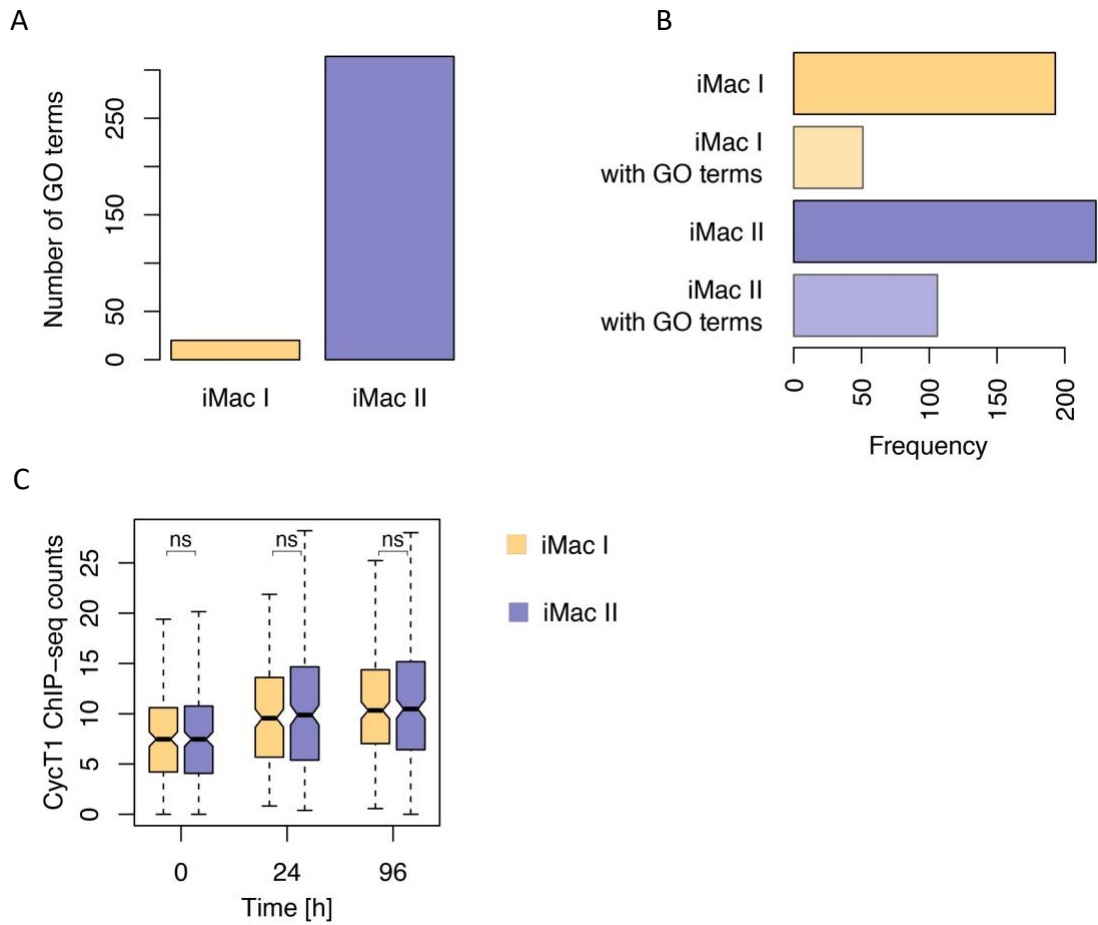 A
Number of GO terms
250
150
50
0
iMac I
iMac II
B
iMac I
iMac I
with GO terms
iMac II
iMac II
with GO terms
0
50
100
150
200
Frequency
C
CycT1 ChIP−seq counts
25
20
15
10
5
0
ns
ns
ns
0
24
96
Time [h]
iMac I
iMac II